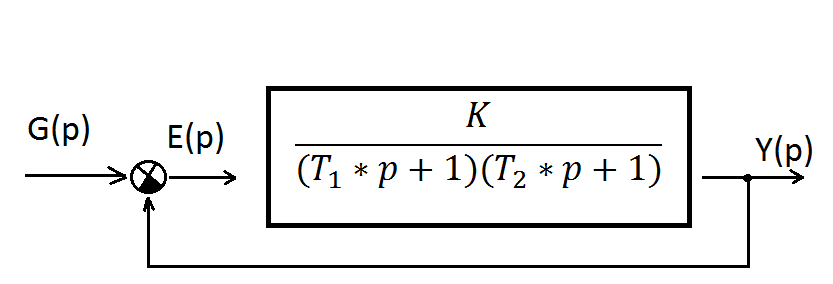 G(p)
E(p)
K
(T₁ * p + 1)(T₂ * p + 1)
Y(p)